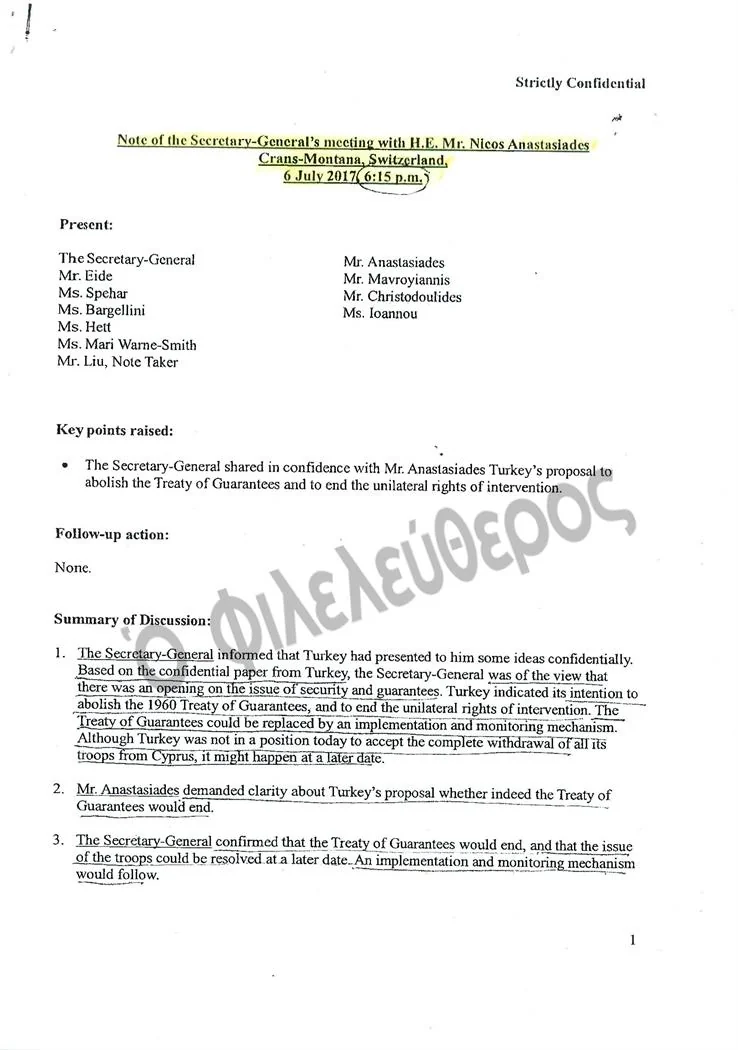 Strictly Confidential
Note of the Secretary-General's meeting with H.E. Mr. Nicos Anastasiades
Crans-Montana, Switzerland,
6 July 2017, 6:15 p.m.
Present:
The Secretary-General
Mr. Eide
Ms. Spehar
Ms. Bargellini
Ms. Hett
Ms. Mari Warne-Smith
Mr. Liu, Note Taker
Mr. Anastasiades
Mr. Mavroyiannis
Mr. Christodoulides
Ms. Ioannou
Key points raised:
• The Secretary-General shared in confidence with Mr. Anastasiades Turkey's proposal to
abolish the Treaty of Guarantees and to end the unilateral rights of intervention.
Follow-up action:
None.
ὁ φιλελεύθερος
Summary of Discussion:
1. The Secretary-General informed that Turkey had presented to him some ideas confidentially.
Based on the confidential paper from Turkey, the Secretary-General was of the view that
there was an opening on the issue of security and guarantees. Turkey indicated its intention to
abolish the 1960 Treaty of Guarantees, and to end the unilateral rights of intervention. The
Treaty of Guarantees could be replaced by an implementation and monitoring mechanism.
Although Turkey was not in a position today to accept the complete withdrawal of all its
troops from Cyprus, it might happen at a later date.
2. Mr. Anastasiades demanded clarity about Turkey's proposal whether indeed the Treaty of
Guarantees would end.
3. The Secretary-General confirmed that the Treaty of Guarantees would end, and that the issue
of the troops could be resolved at a later date. An implementation and monitoring mechanism
would follow.
1